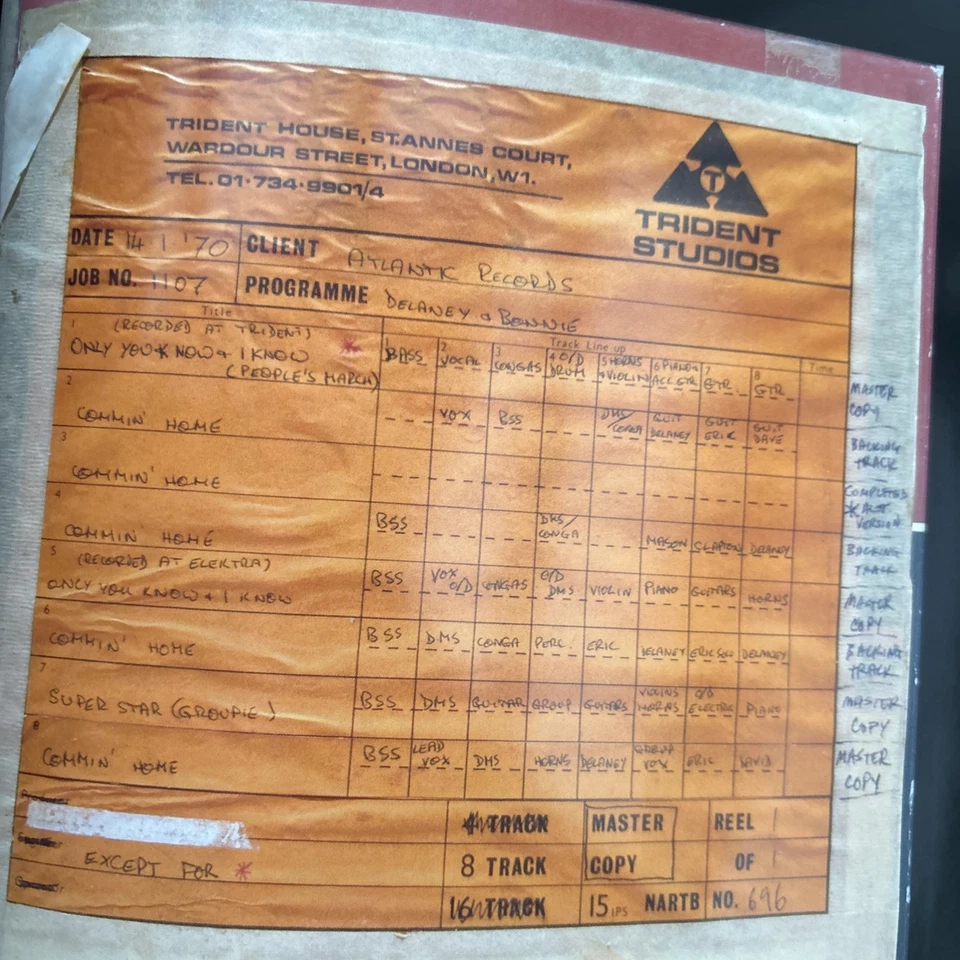 TRIDENT HOUSE, ST. ANNES COURT,
WARDOUR STREET, LONDON, W1.
TEL. 01·734·9901/4
T
TRIDENT
STUDIOS
DATE 14 1 '70 CLIENT ATLANTIC RECORDS
JOB NO. 1107 PROGRAMME DELANEY & BONNIE
Title Track Line up Time
1 (RECORDED AT TRIDENT) *
ONLY YOU KNOW & I KNOW
(PEOPLE'S MARCH)
1 BASS 2 VOCAL 3 CONGAS 4 O/D DRUM 5 HORNS + VIOLIN 6 PIANO + ACC GTR 7 GTR 8 GTR MASTER COPY
2 COMMIN' HOME VOX BSS DMS/CONGA GUIT DELANEY GUIT ERIC GUIT DAVE BACKING TRACK
3 COMMIN' HOME COMPLETED VERSION
4 COMMIN HOME BSS DMS/CONGA MASON CLAPTON DELANEY BACKING TRACK
5 (RECORDED AT ELEKTRA)
ONLY YOU KNOW & I KNOW BSS VOX O/D CONGAS O/D DMS VIOLIN PIANO GUITARS HORNS MASTER COPY
6 COMMIN' HOME BSS DMS CONGA PERC. ERIC DELANEY ERIC SOLO DELANEY BACKING TRACK
7 SUPER STAR (GROUPIE) BSS DMS GUITAR GROUP GUITARS VIOLINS HORNS O/D ELECTRIC PIANO MASTER COPY
8 COMMIN' HOME BSS LEAD VOX DMS HORNS DELANEY GROUP VOX ERIC DAVID MASTER COPY
4 TRACK MASTER REEL 1
EXCEPT FOR * 8 TRACK COPY OF 1
16 TRACK 15 IPS NARTB NO. 696